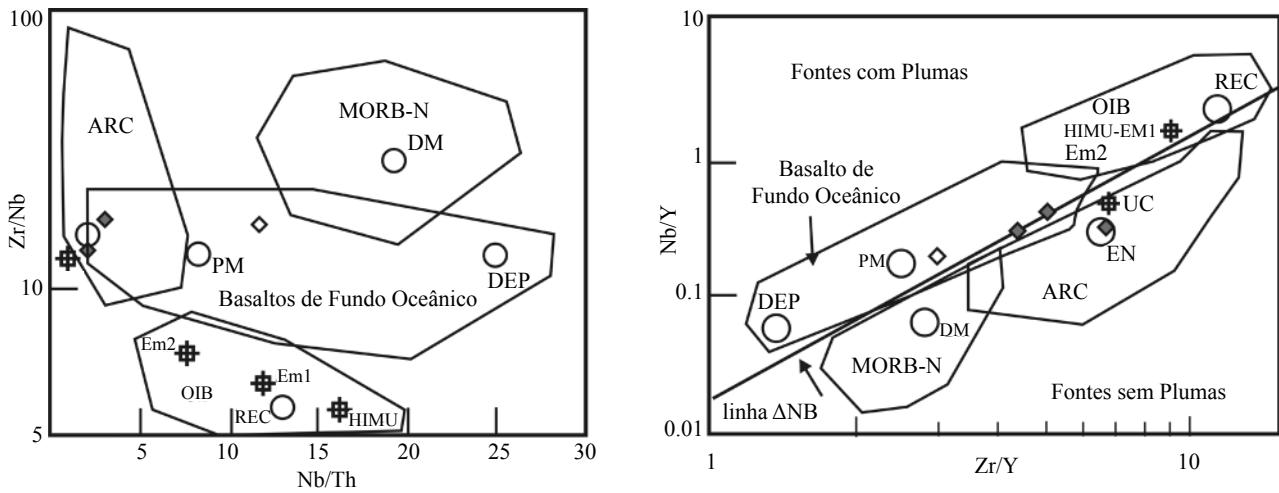 100
Zr/Nb
10
5
ARC
MORB-N
DM
PM
DEP
Basaltos de Fundo Oceânico
Em2
Em1
OIB
REC
HIMU
5
10
15
20
25
30
Nb/Th
100
Nb/Y
1
0.1
0.01
Fontes com Plumas
REC
OIB
HIMU-EM1
Em2
Basalto de
Fundo Oceânico
UC
PM
EN
ARC
DEP
DM
MORB-N
linha ΔNB
Fontes sem Plumas
1
10
Zr/Y